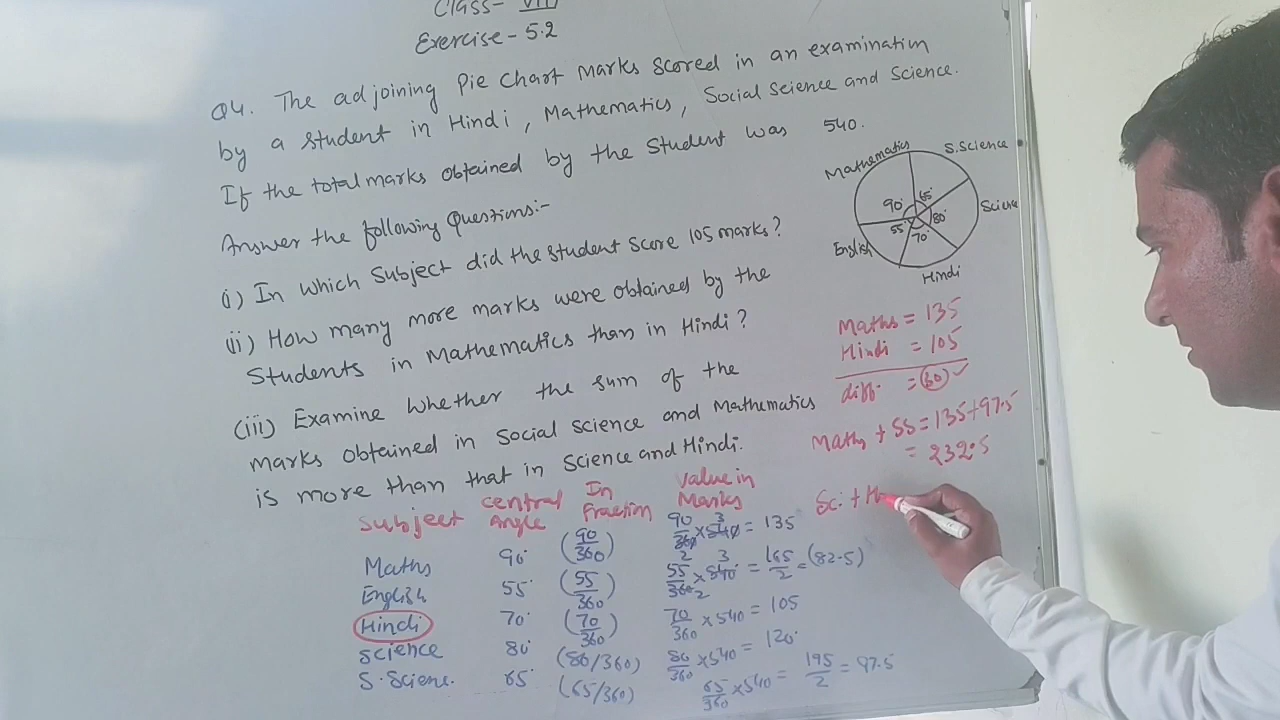 Class- VII
Exercise - 5.2
Q4. The adjoining Pie Chart Marks Scored in an examination
by a student in Hindi, Mathematics, Social Science and Science.
If the total marks obtained by the Student was 540.
Answer the following Questions:-
(i) In which Subject did the student Score 105 marks?
(ii) How many more marks were obtained by the
Students in Mathematics than in Hindi?
(iii) Examine whether the sum of the
marks obtained in Social Science and Mathematics
is more than that in Science and Hindi.
Mathematics S.Science
90° 65°
Science
80°
55° 70°
English
Hindi
Maths = 135
Hindi = 105
diff. = 30 ✓
Maths + SS = 135+97.5
= 232.5
Sci + H
Subject Central Angle In Fraction Value in Marks
Maths 90° (90/360) 90/360 × 540 = 135
2 3
English 55° (55/360) 55/360 × 540 = 165/2 = (82.5)
2 3
Hindi 70° (70/360) 70/360 × 540 = 105
Science 80° (80/360) 80/360 × 540 = 120
S.Scienc. 65° (65/360) 65/360 × 540 = 195/2 = 97.5